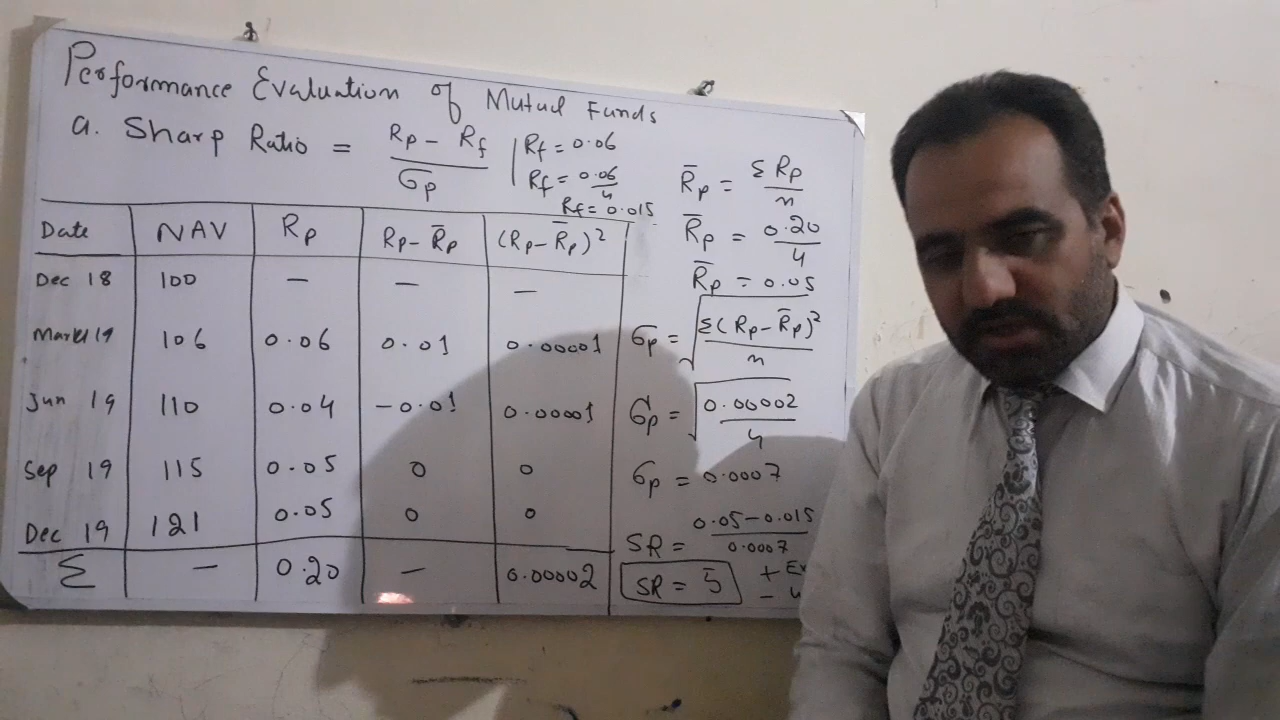 Performance Evaluation of Mutual Funds
a. Sharp Ratio = Rp - Rf / σp
Rf = 0.06
Rf = 0.06 / 4
Rf = 0.015
Date NAV Rp Rp - R̄p (Rp - R̄p)²
Dec 18 100 — — —
106 0.06 0.01 0.00001
Jun 19 110 0.04 -0.01 0.00001
Sep 19 115 0.05 0 0
Dec 19 121 0.05 0 0
Σ — 0.20 — 0.00002
R̄p = Σ Rp / n
R̄p = 0.20 / 4
R̄p = 0.05
σp = √ Σ(Rp - R̄p)² / n
σp = √ 0.00002 / 4
σp = 0.0007
SR = 0.05 - 0.015 / 0.0007
SR = 5
+
-